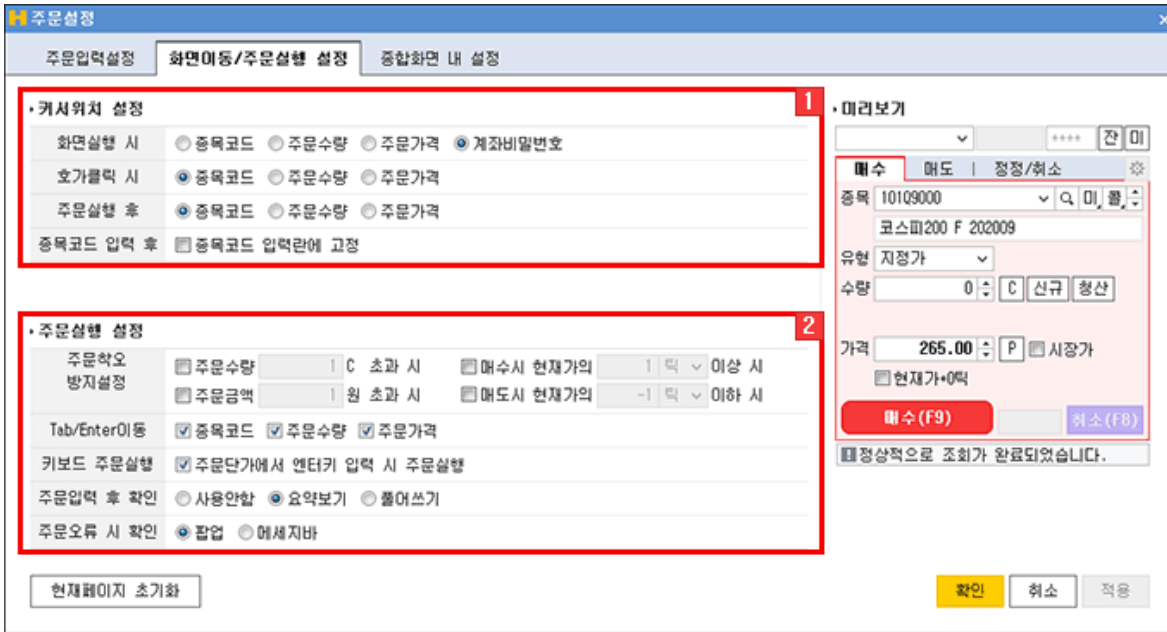 주문설정
주문입력설정 화면이동/주문실행 설정 종합화면 내 설정
커서위치 설정 1
화면실행 시 종목코드 주문수량 주문가격 계좌비밀번호
호가클릭 시 종목코드 주문수량 주문가격
주문실행 후 종목코드 주문수량 주문가격
종목코드 입력 후 종목코드 입력란에 고정
주문실행 설정 2
주문착오 방지설정
주문수량 1 C 초과 시 매수시 현재가의 1 틱 이상 시
주문금액 1 원 초과 시 매도시 현재가의 -1 틱 이하 시
Tab/Enter이동 종목코드 주문수량 주문가격
키보드 주문실행 주문단가에서 엔터키 입력 시 주문실행
주문입력 후 확인 사용안함 요약보기 풀어쓰기
주문오류 시 확인 팝업 메세지바
현재페이지 초기화
미리보기
**** 잔 미
매수 매도 | 정정/취소
종목 101Q9000 미 콜
코스피200 F 202009
유형 지정가
수량 0 C 신규 청산
가격 265.00 P 시장가
현재가+0틱
매수(F9) 취소(F8)
정상적으로 조회가 완료되었습니다.
확인 취소 적용